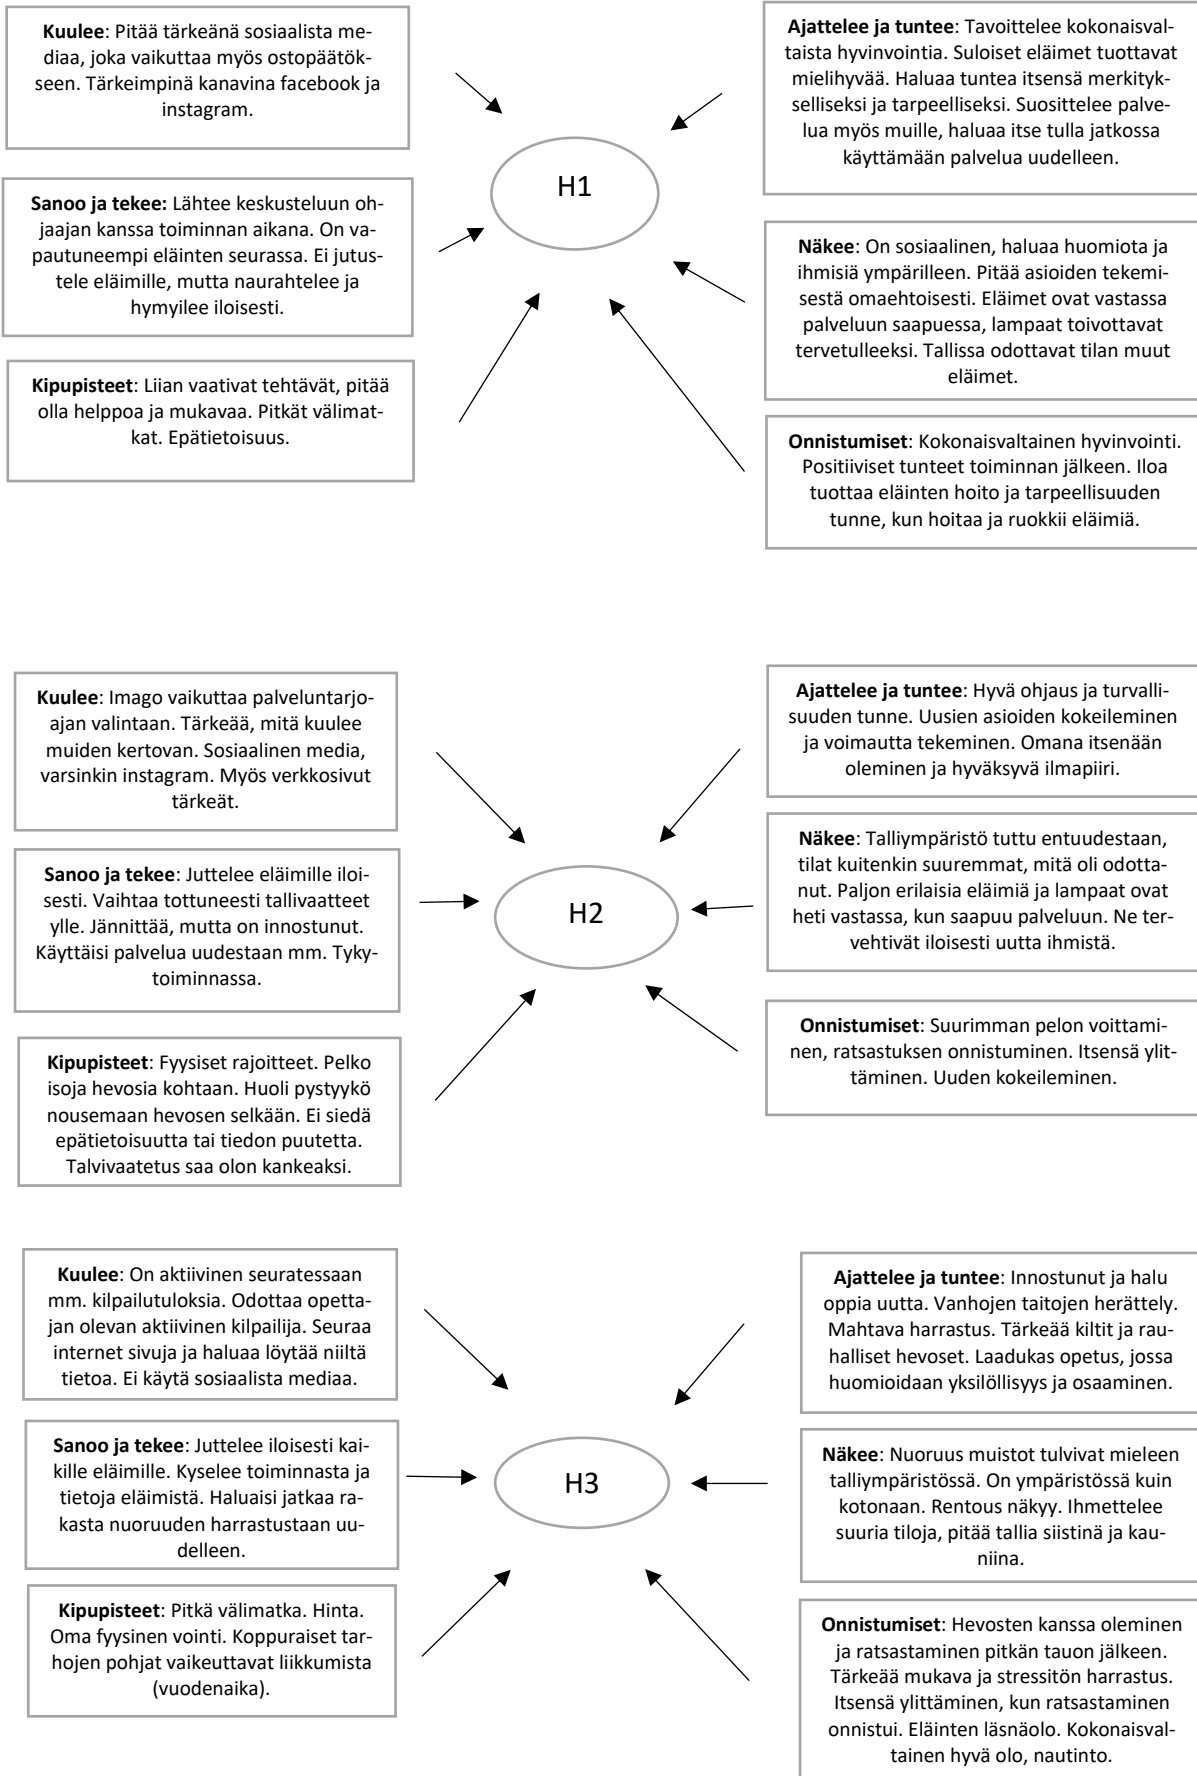 Kuulee: Pitää tärkeänä sosiaalista me-
diaa, joka vaikuttaa myös ostopäätök-
seen. Tärkeimpinä kanavina facebook ja
instagram.
Sanoo ja tekee: Lähtee keskusteluun oh-
jaajan kanssa toiminnan aikana. On va-
pautuneempi eläinten seurassa. Ei jutus-
tele eläimille, mutta naurahtelee ja
hymyilee iloisesti.
Kipupisteet: Liian vaativat tehtävät, pitää
olla helppoa ja mukavaa. Pitkät välimat-
kat. Epätietoisuus.
H1
Ajattelee ja tuntee: Tavoittelee kokonaisval-
taista hyvinvointia. Suloiset eläimet tuottavat
mielihyvää. Haluaa tuntea itsensä merkityk-
selliseksi ja tarpeelliseksi. Suosittelee palve-
lua myös muille, haluaa itse tulla jatkossa
käyttämään palvelua uudelleen.
Näkee: On sosiaalinen, haluaa huomiota ja
ihmisiä ympärilleen. Pitää asioiden tekemi-
sestä omaehtoisesti. Eläimet ovat vastassa
palveluun saapuessa, lampaat toivottavat
tervetulleeksi. Tallissa odottavat tilan muut
eläimet.
Onnistumiset: Kokonaisvaltainen hyvinvointi.
Positiiviset tunteet toiminnan jälkeen. Iloa
tuottaa eläinten hoito ja tarpeellisuuden
tunne, kun hoitaa ja ruokkii eläimiä.
Kuulee: Imago vaikuttaa palveluntarjo-
ajan valintaan. Tärkeää, mitä kuulee
muiden kertovan. Sosiaalinen media,
varsinkin instagram. Myös verkkosivut
tärkeät.
Sanoo ja tekee: Juttelee eläimille iloi-
sesti. Vaihtaa tottuneesti tallivaatteet
ylle. Jännittää, mutta on innostunut.
Käyttäisi palvelua uudestaan mm. Tyky-
toiminnassa.
Kipupisteet: Fyysiset rajoitteet. Pelko
isoja hevosia kohtaan. Huoli pystyykö
nousemaan hevosen selkään. Ei siedä
epätietoisuutta tai tiedon puutetta.
Talvivaatetus saa olon kankeaksi.
H2
Ajattelee ja tuntee: Hyvä ohjaus ja turvalli-
suuden tunne. Uusien asioiden kokeileminen
ja voimautta tekeminen. Omana itsenään
oleminen ja hyväksyvä ilmapiiri.
Näkee: Talliympäristö tuttu entuudestaan,
tilat kuitenkin suuremmat, mitä oli odotta-
nut. Paljon erilaisia eläimiä ja lampaat ovat
heti vastassa, kun saapuu palveluun. Ne ter-
vehtivät iloisesti uutta ihmistä.
Onnistumiset: Suurimman pelon voittami-
nen, ratsastuksen onnistuminen. Itsensä ylit-
täminen. Uuden kokeileminen.
Kuulee: On aktiivinen seuratessaan
mm. kilpailutuloksia. Odottaa opetta-
jan olevan aktiivinen kilpailija. Seuraa
internet sivuja ja haluaa löytää niiltä
tietoa. Ei käytä sosiaalista mediaa.
Sanoo ja tekee: Juttelee iloisesti kai-
kille eläimille. Kyselee toiminnasta ja
tietoja eläimistä. Haluaisi jatkaa ra-
kasta nuoruuden harrastustaan uu-
delleen.
Kipupisteet: Pitkä välimatka. Hinta.
Oma fyysinen vointi. Koppuraiset tar-
hojen pohjat vaikeuttavat liikkumista
(vuodenaika).
H3
Ajattelee ja tuntee: Innostunut ja halu
oppia uutta. Vanhojen taitojen herättely.
Mahtava harrastus. Tärkeää kiltit ja rau-
halliset hevoset. Laadukas opetus, jossa
huomioidaan yksilöllisyys ja osaaminen.
Näkee: Nuoruus muistot tulvivat mieleen
talliympäristössä. On ympäristössä kuin
kotonaan. Rentous näkyy. Ihmettelee
suuria tiloja, pitää tallia siistinä ja kau-
niina.
Onnistumiset: Hevosten kanssa oleminen
ja ratsastaminen pitkän tauon jälkeen.
Tärkeää mukava ja stressitön harrastus.
Itsensä ylittäminen, kun ratsastaminen
onnistui. Eläinten läsnäolo. Kokonaisval-
tainen hyvä olo, nautinto.